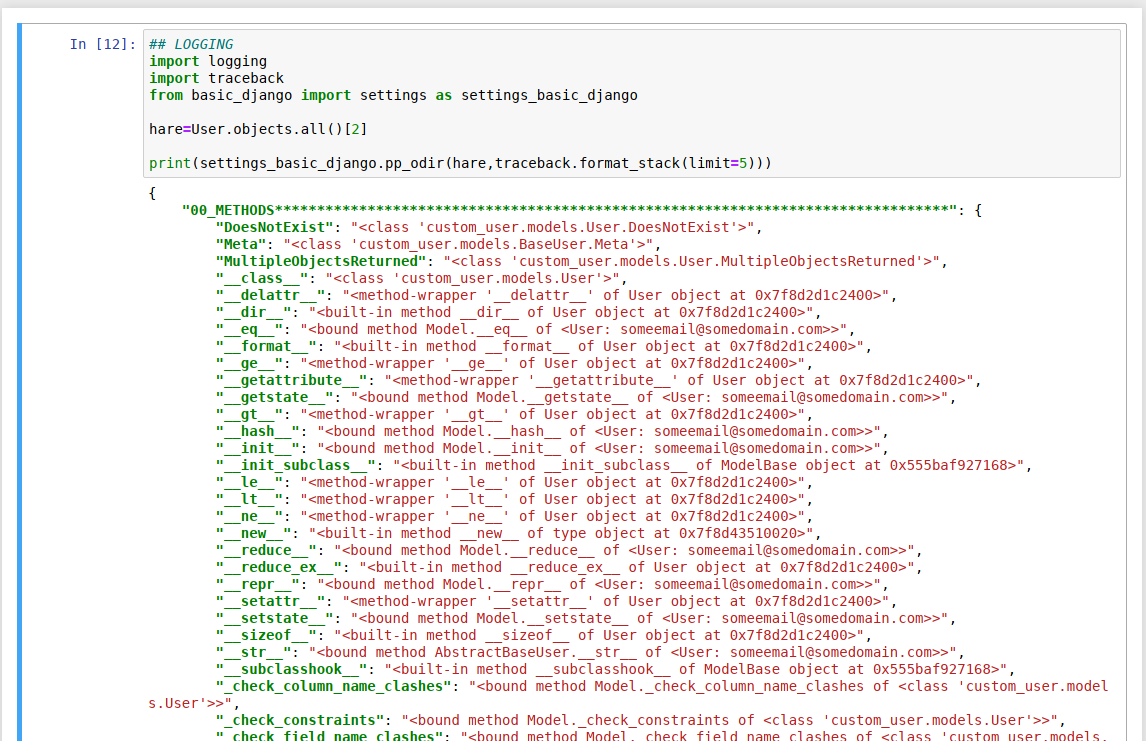 In [12]:
## LOGGING
import logging
import traceback
from basic_django import settings as settings_basic_django
hare=User.objects.all()[2]
print(settings_basic_django.pp_odir(hare,traceback.format_stack(limit=5)))
{
"00_METHODS********************************************************************************": {
"DoesNotExist": "<class 'custom_user.models.User.DoesNotExist'>",
"Meta": "<class 'custom_user.models.BaseUser.Meta'>",
"MultipleObjectsReturned": "<class 'custom_user.models.User.MultipleObjectsReturned'>",
"__class__": "<class 'custom_user.models.User'>",
"__delattr__": "<method-wrapper '__delattr__' of User object at 0x7f8d2d1c2400>",
"__dir__": "<built-in method __dir__ of User object at 0x7f8d2d1c2400>",
"__eq__": "<bound method Model.__eq__ of <User: someemail@somedomain.com>>",
"__format__": "<built-in method __format__ of User object at 0x7f8d2d1c2400>",
"__ge__": "<method-wrapper '__ge__' of User object at 0x7f8d2d1c2400>",
"__getattribute__": "<method-wrapper '__getattribute__' of User object at 0x7f8d2d1c2400>",
"__getstate__": "<bound method Model.__getstate__ of <User: someemail@somedomain.com>>",
"__gt__": "<method-wrapper '__gt__' of User object at 0x7f8d2d1c2400>",
"__hash__": "<bound method Model.__hash__ of <User: someemail@somedomain.com>>",
"__init__": "<bound method Model.__init__ of <User: someemail@somedomain.com>>",
"__init_subclass__": "<built-in method __init_subclass__ of ModelBase object at 0x555baf927168>",
"__le__": "<method-wrapper '__le__' of User object at 0x7f8d2d1c2400>",
"__lt__": "<method-wrapper '__lt__' of User object at 0x7f8d2d1c2400>",
"__ne__": "<method-wrapper '__ne__' of User object at 0x7f8d2d1c2400>",
"__new__": "<built-in method __new__ of type object at 0x7f8d43510020>",
"__reduce__": "<bound method Model.__reduce__ of <User: someemail@somedomain.com>>",
"__reduce_ex__": "<built-in method __reduce_ex__ of User object at 0x7f8d2d1c2400>",
"__repr__": "<bound method Model.__repr__ of <User: someemail@somedomain.com>>",
"__setattr__": "<method-wrapper '__setattr__' of User object at 0x7f8d2d1c2400>",
"__setstate__": "<bound method Model.__setstate__ of <User: someemail@somedomain.com>>",
"__sizeof__": "<built-in method __sizeof__ of User object at 0x7f8d2d1c2400>",
"__str__": "<bound method AbstractBaseUser.__str__ of <User: someemail@somedomain.com>>",
"__subclasshook__": "<built-in method __subclasshook__ of ModelBase object at 0x555baf927168>",
"_check_column_name_clashes": "<bound method Model._check_column_name_clashes of <class 'custom_user.model
s.User'>>",
"_check_constraints": "<bound method Model._check_constraints of <class 'custom_user.models.User'>>",
"_check_field_name_clashes": "<bound method Model._check_field_name_clashes of <class 'custom_user.models.